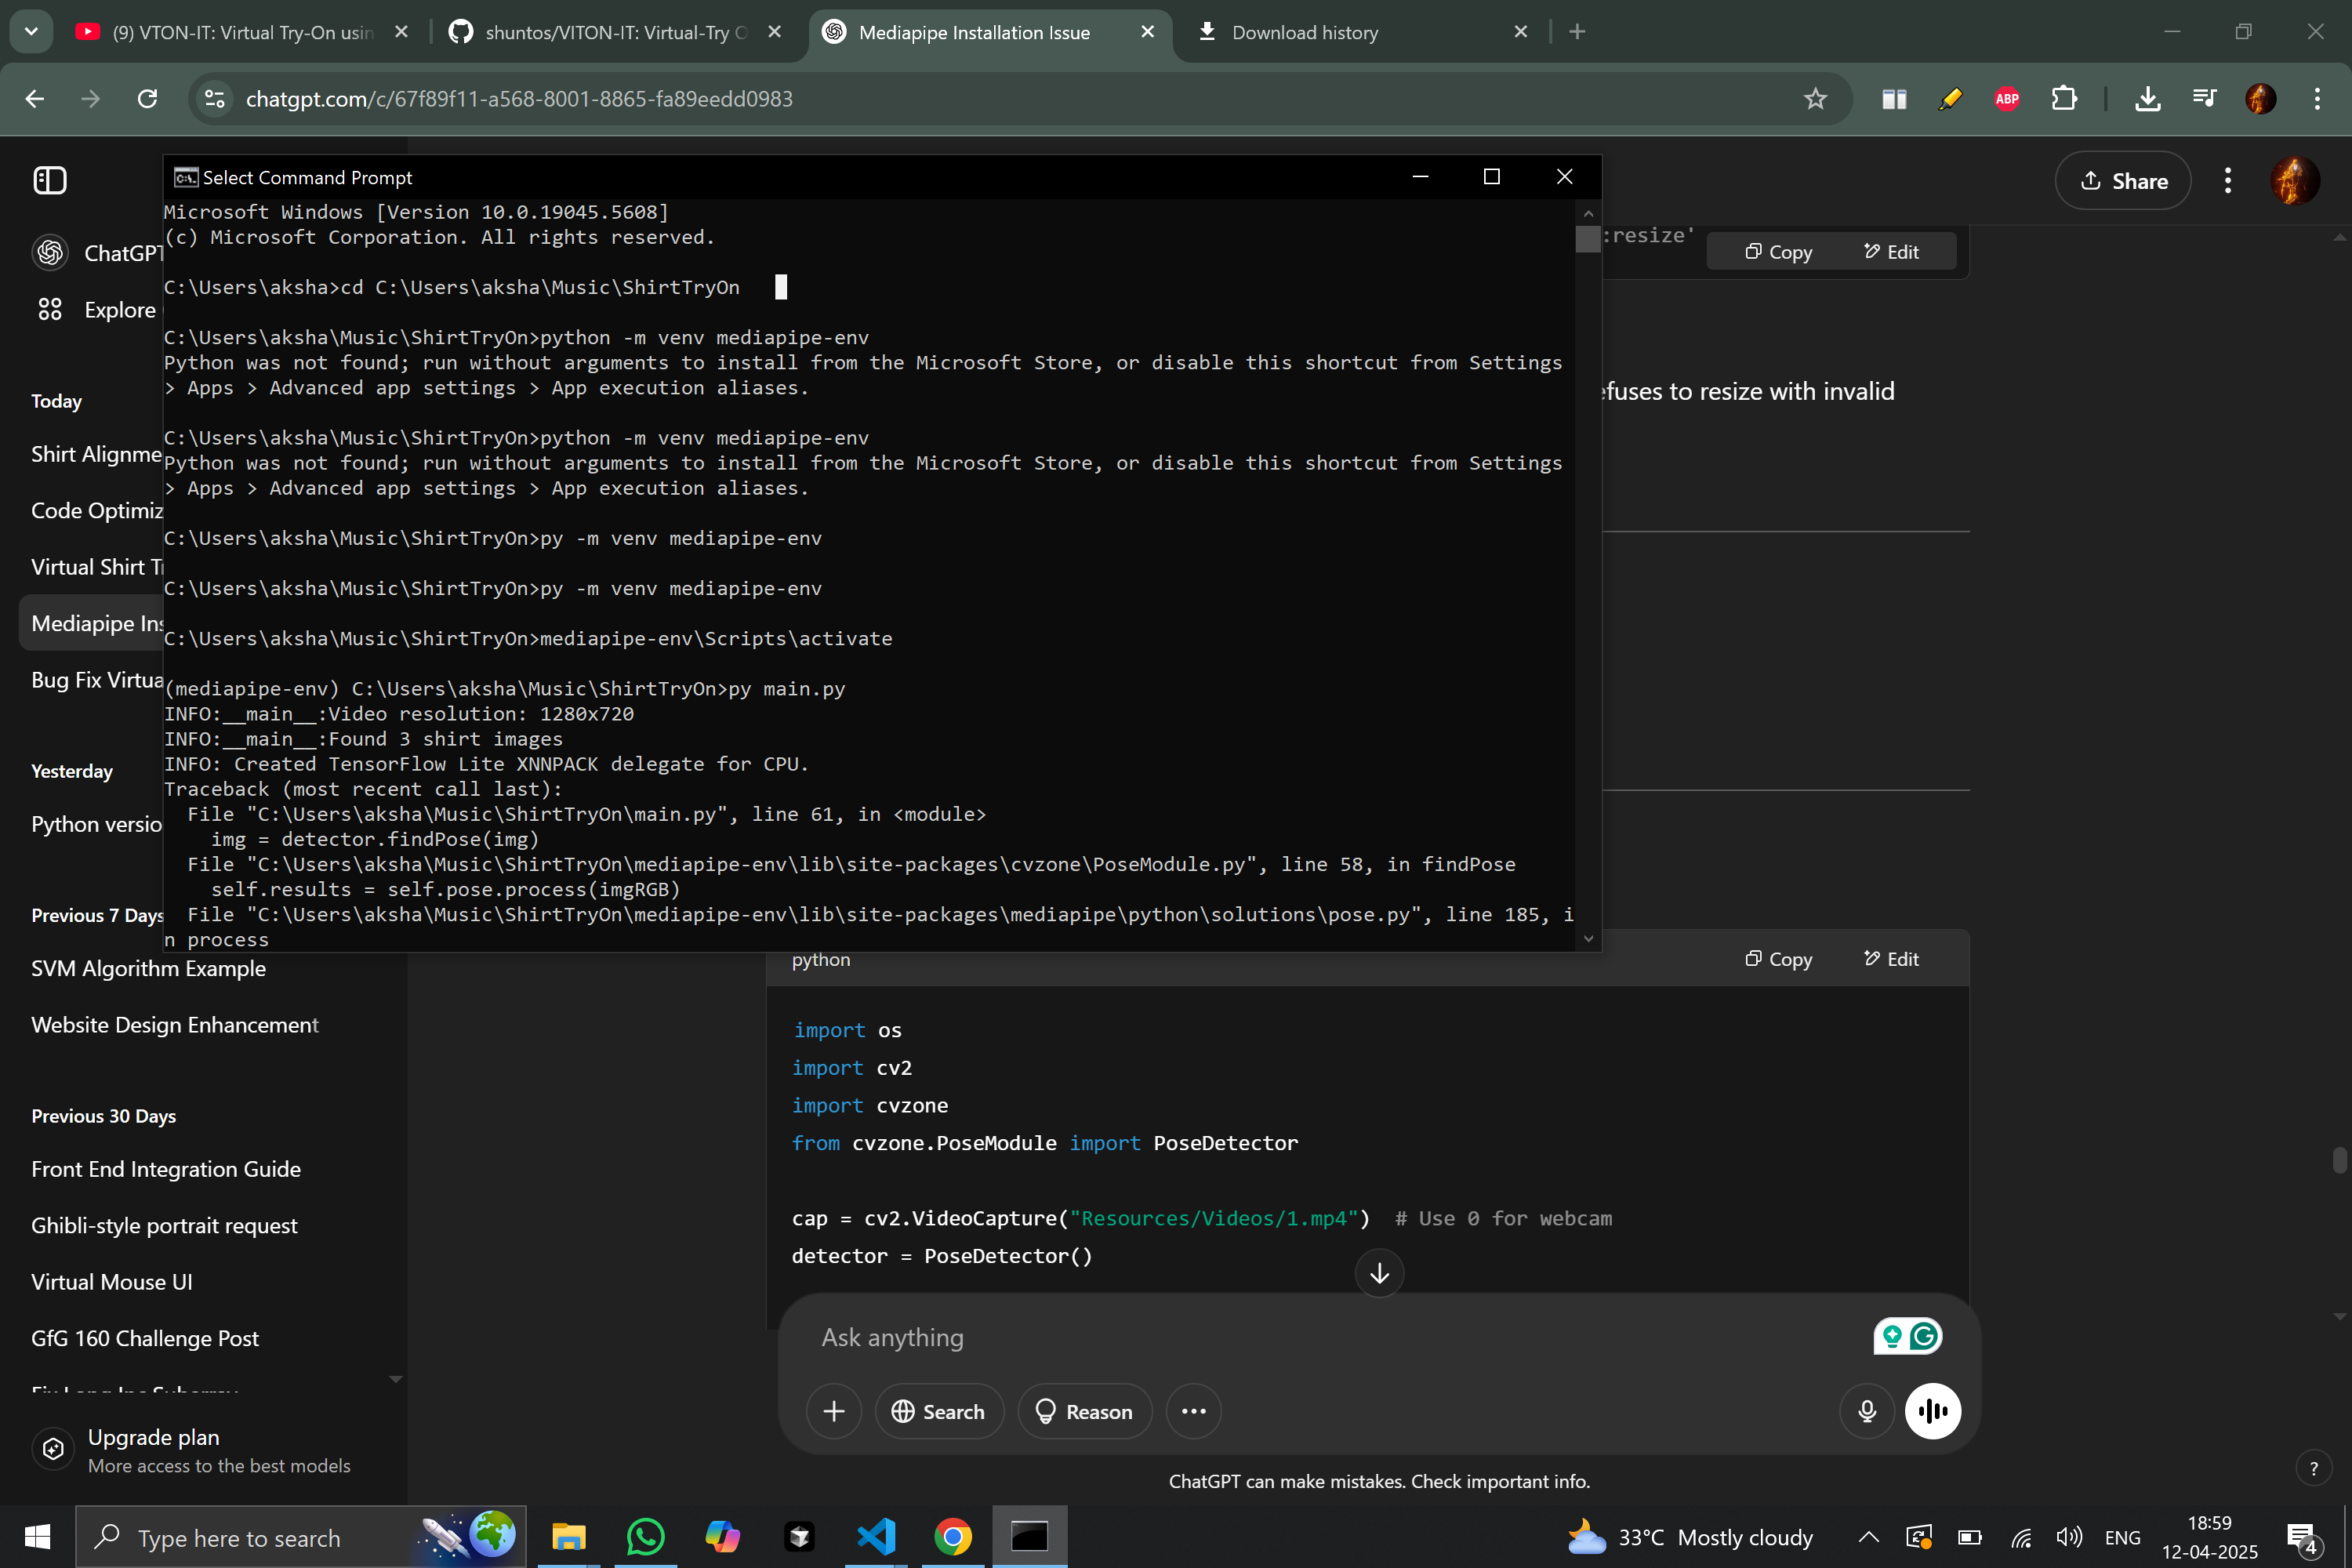 (9) VTON-IT: Virtual Try-On usin
shuntos/VITON-IT: Virtual-Try O
Mediapipe Installation Issue
Download history
chatgpt.com/c/67f89f11-a568-8001-8865-fa89eedd0983
ABP
Select Command Prompt
Microsoft Windows [Version 10.0.19045.5608]
(c) Microsoft Corporation. All rights reserved.
C:\Users\aksha>cd C:\Users\aksha\Music\ShirtTryOn
C:\Users\aksha\Music\ShirtTryOn>python -m venv mediapipe-env
Python was not found; run without arguments to install from the Microsoft Store, or disable this shortcut from Settings
> Apps > Advanced app settings > App execution aliases.
C:\Users\aksha\Music\ShirtTryOn>python -m venv mediapipe-env
Python was not found; run without arguments to install from the Microsoft Store, or disable this shortcut from Settings
> Apps > Advanced app settings > App execution aliases.
C:\Users\aksha\Music\ShirtTryOn>py -m venv mediapipe-env
C:\Users\aksha\Music\ShirtTryOn>py -m venv mediapipe-env
C:\Users\aksha\Music\ShirtTryOn>mediapipe-env\Scripts\activate
(mediapipe-env) C:\Users\aksha\Music\ShirtTryOn>py main.py
INFO:__main__:Video resolution: 1280x720
INFO:__main__:Found 3 shirt images
INFO: Created TensorFlow Lite XNNPACK delegate for CPU.
Traceback (most recent call last):
File "C:\Users\aksha\Music\ShirtTryOn\main.py", line 61, in <module>
img = detector.findPose(img)
File "C:\Users\aksha\Music\ShirtTryOn\mediapipe-env\lib\site-packages\cvzone\PoseModule.py", line 58, in findPose
self.results = self.pose.process(imgRGB)
File "C:\Users\aksha\Music\ShirtTryOn\mediapipe-env\lib\site-packages\mediapipe\python\solutions\pose.py", line 185, i
n process
ChatGPT
Explore
Today
Shirt Alignme
Code Optimiz
Virtual Shirt Tr
Mediapipe Ins
Bug Fix Virtua
Yesterday
Python versio
Previous 7 Days
SVM Algorithm Example
Website Design Enhancement
Previous 30 Days
Front End Integration Guide
Ghibli-style portrait request
Virtual Mouse UI
GfG 160 Challenge Post
Upgrade plan
More access to the best models
Share
:resize'
Copy
Edit
efuses to resize with invalid
python
Copy
Edit
import os
import cv2
import cvzone
from cvzone.PoseModule import PoseDetector
cap = cv2.VideoCapture("Resources/Videos/1.mp4")  # Use 0 for webcam
detector = PoseDetector()
Ask anything
Search
Reason
ChatGPT can make mistakes. Check important info.
?
Type here to search
33°C Mostly cloudy
ENG
18:59
12-04-2025
4